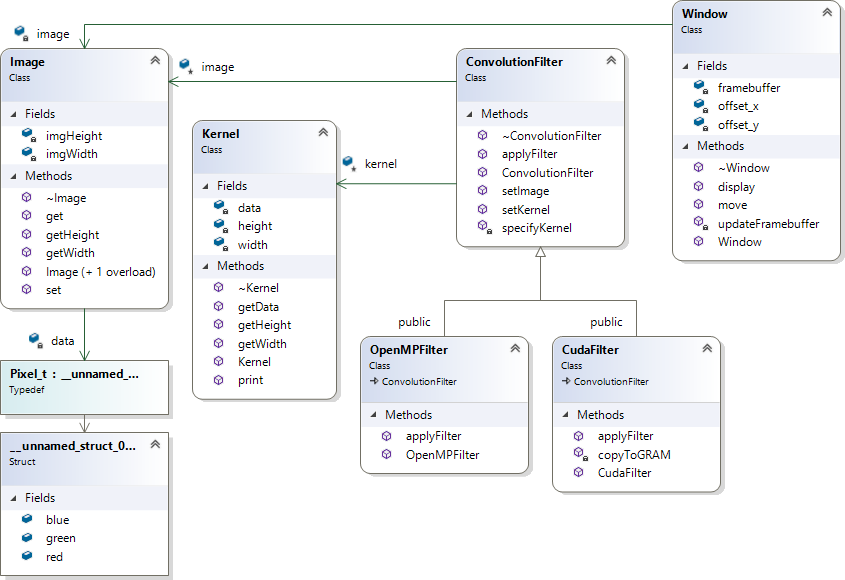 image
Image
Class
Fields
imgHeight
imgWidth
Methods
~Image
get
getHeight
getWidth
Image (+ 1 overload)
set
data
Pixel_t : __unnamed_...
Typedef
__unnamed_struct_0...
Struct
Fields
blue
green
red
image
Kernel
Class
Fields
data
height
width
Methods
~Kernel
getData
getHeight
getWidth
Kernel
print
kernel
ConvolutionFilter
Class
Methods
~ConvolutionFilter
applyFilter
ConvolutionFilter
setImage
setKernel
specifyKernel
public
OpenMPFilter
Class
ConvolutionFilter
Methods
applyFilter
OpenMPFilter
public
CudaFilter
Class
ConvolutionFilter
Methods
applyFilter
copyToGRAM
CudaFilter
Window
Class
Fields
framebuffer
offset_x
offset_y
Methods
~Window
display
move
updateFramebuffer
Window